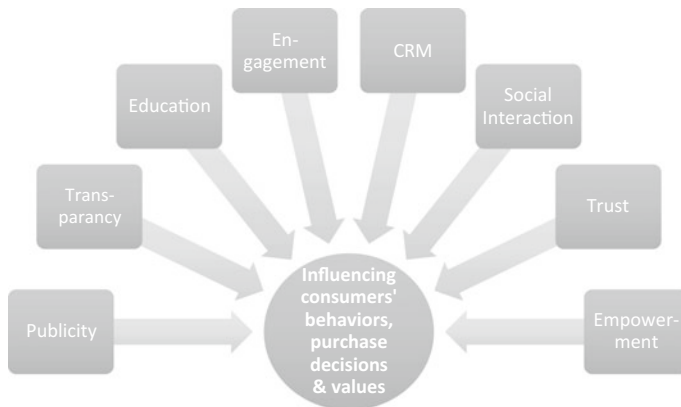 En-
gagement
CRM
Education
Social
Interaction
Trans-
parancy
Trust
Publicity
Influencing
consumers'
behaviors,
purchase
decisions
& values
Empower-
ment